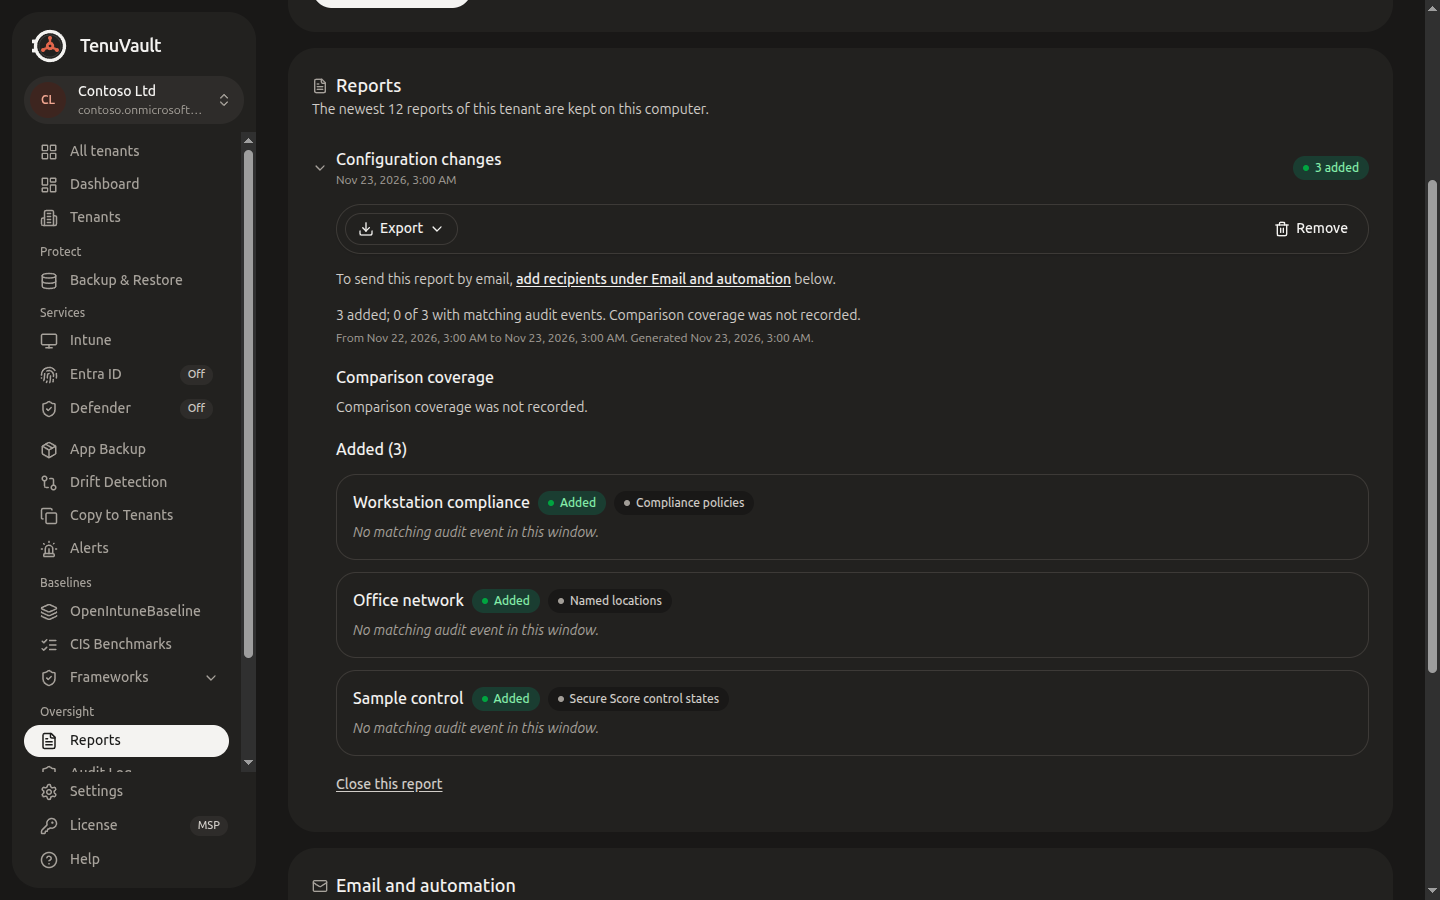 TenuVault
CL
Contoso Ltd
contoso.onmicrosoft...
All tenants
Dashboard
Tenants
Protect
Backup & Restore
Services
Intune
Entra ID
Off
Defender
Off
App Backup
Drift Detection
Copy to Tenants
Alerts
Baselines
OpenIntuneBaseline
CIS Benchmarks
Frameworks
Oversight
Reports
Audit Log
Settings
License
MSP
Help
Reports
The newest 12 reports of this tenant are kept on this computer.
Configuration changes
Nov 23, 2026, 3:00 AM
3 added
Export
Remove
To send this report by email, add recipients under Email and automation below.
3 added; 0 of 3 with matching audit events. Comparison coverage was not recorded.
From Nov 22, 2026, 3:00 AM to Nov 23, 2026, 3:00 AM. Generated Nov 23, 2026, 3:00 AM.
Comparison coverage
Comparison coverage was not recorded.
Added (3)
Workstation compliance
Added
Compliance policies
No matching audit event in this window.
Office network
Added
Named locations
No matching audit event in this window.
Sample control
Added
Secure Score control states
No matching audit event in this window.
Close this report
Email and automation